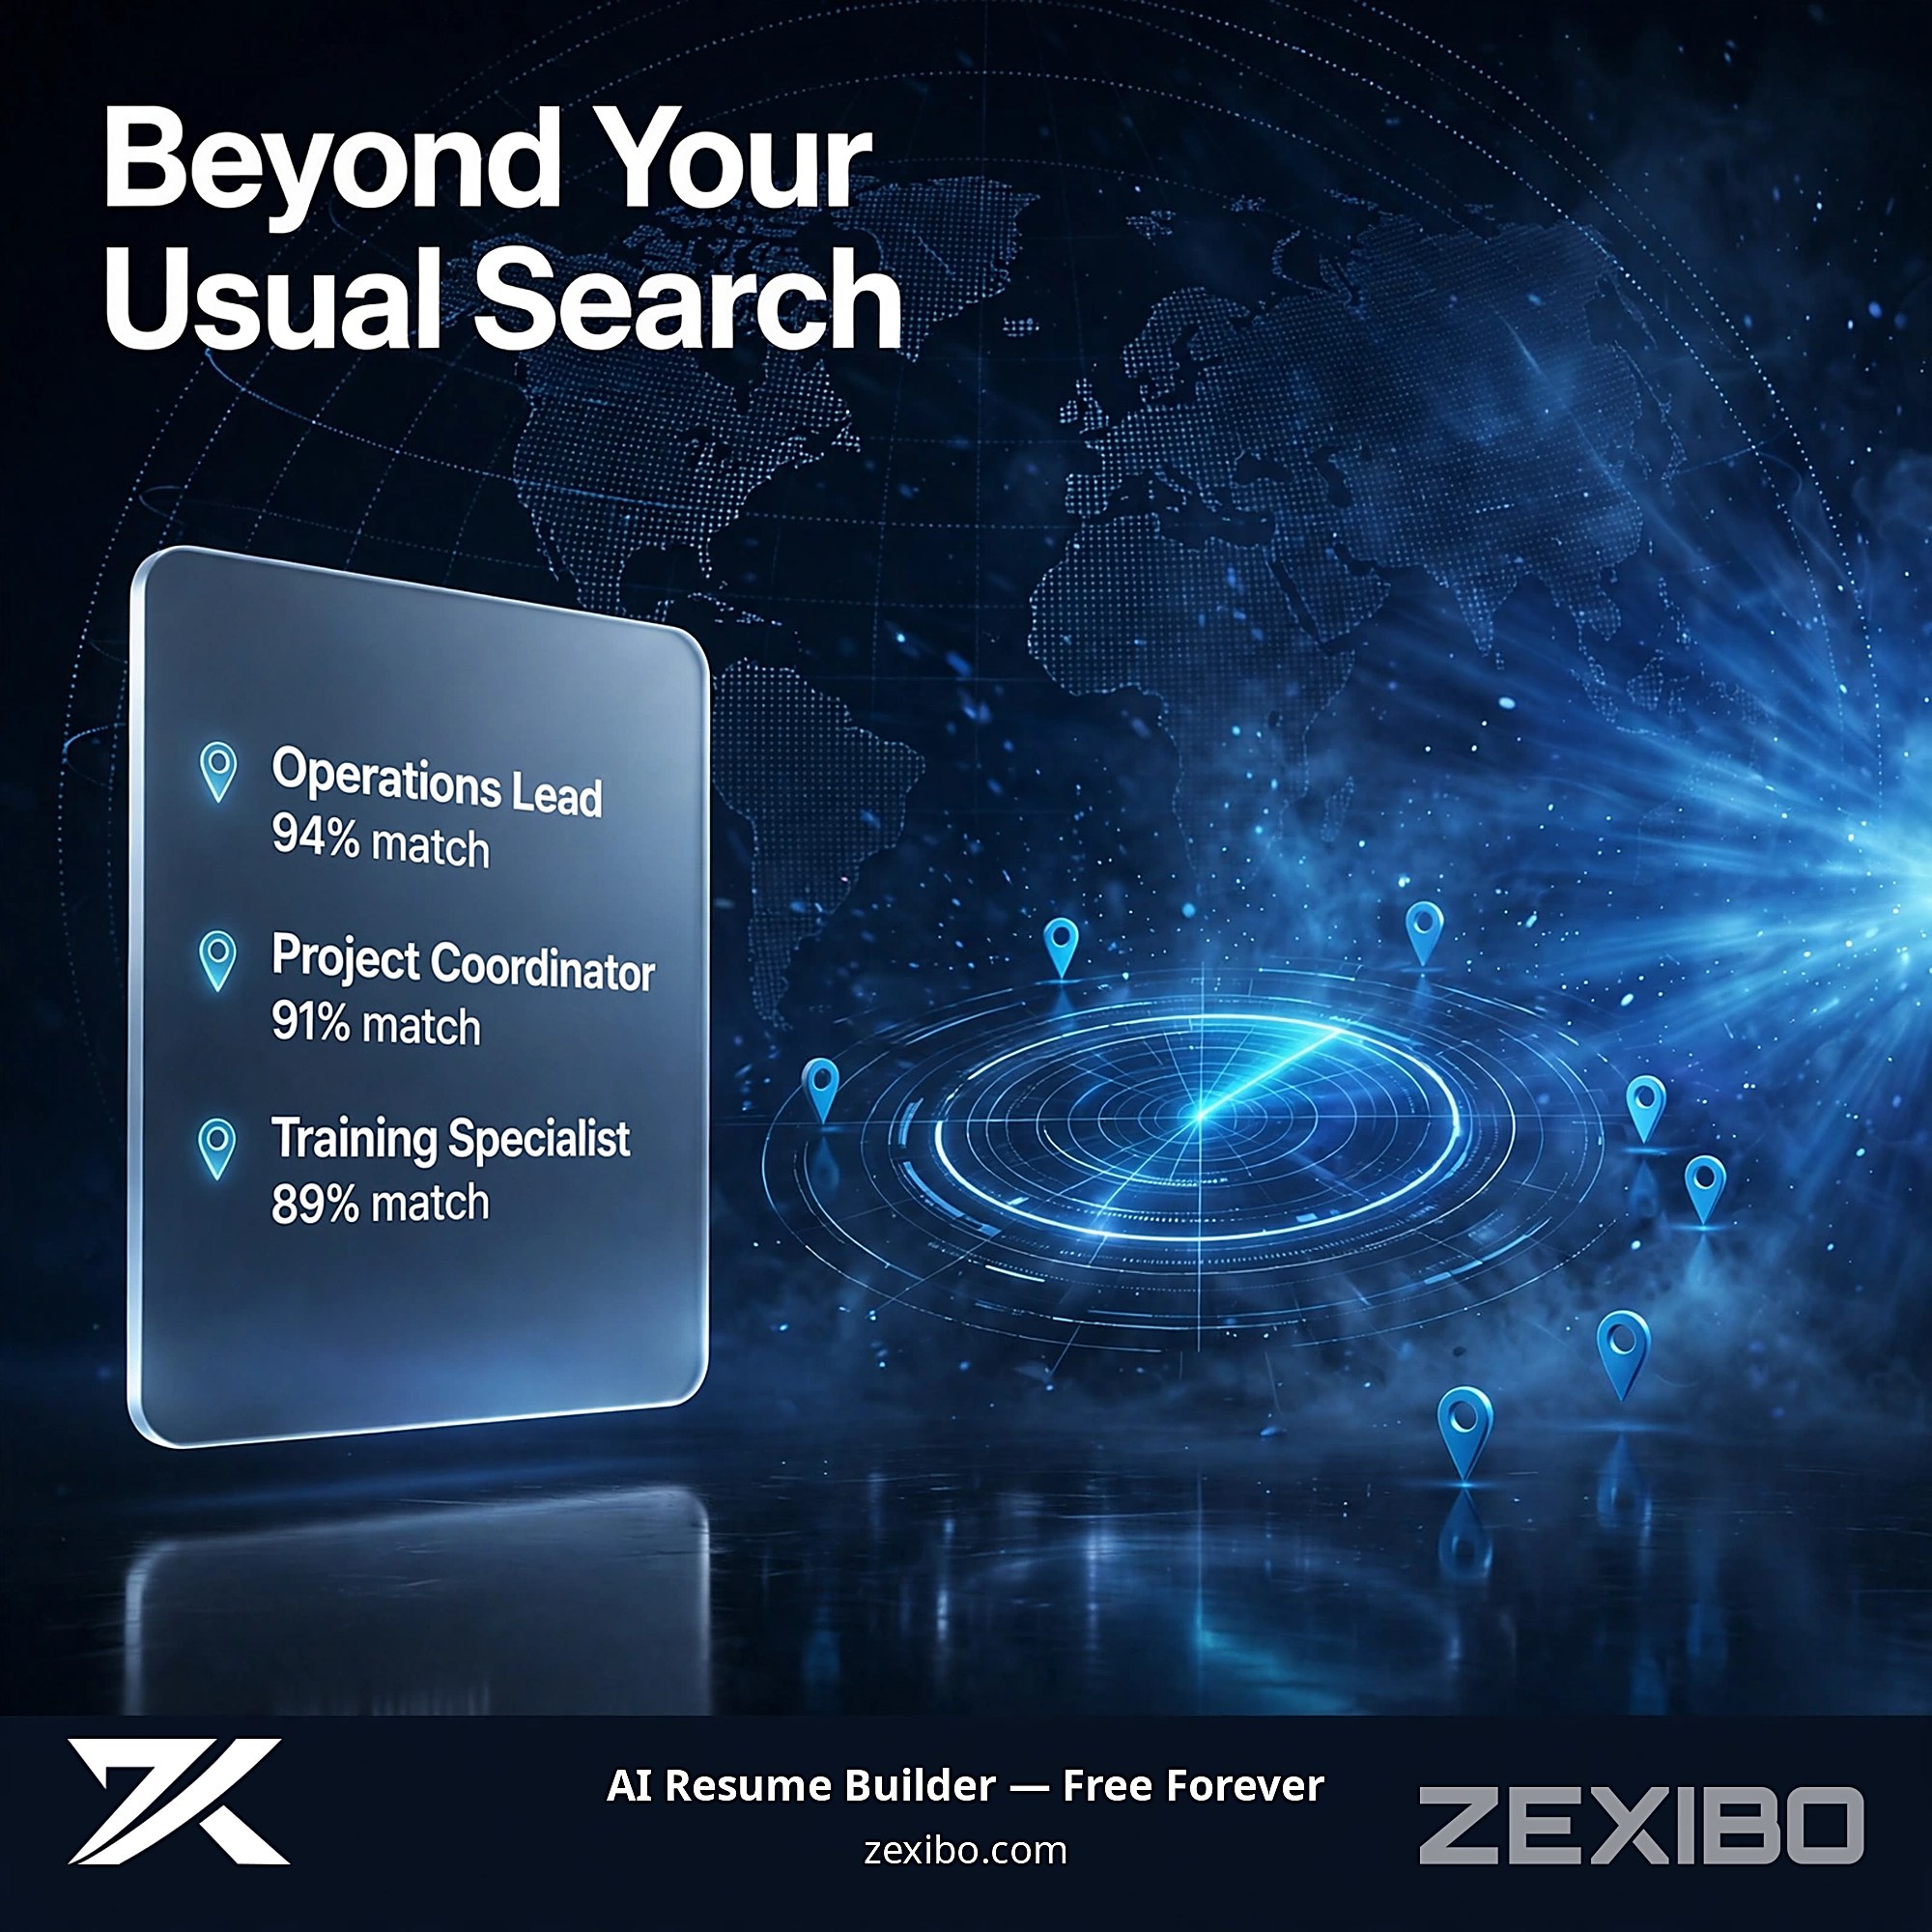 Beyond Your
Usual Search
Operations Lead
94% match
Project Coordinator
91% match
Training Specialist
89% match
AI Resume Builder — Free Forever
zexibo.com
ZEXIBO